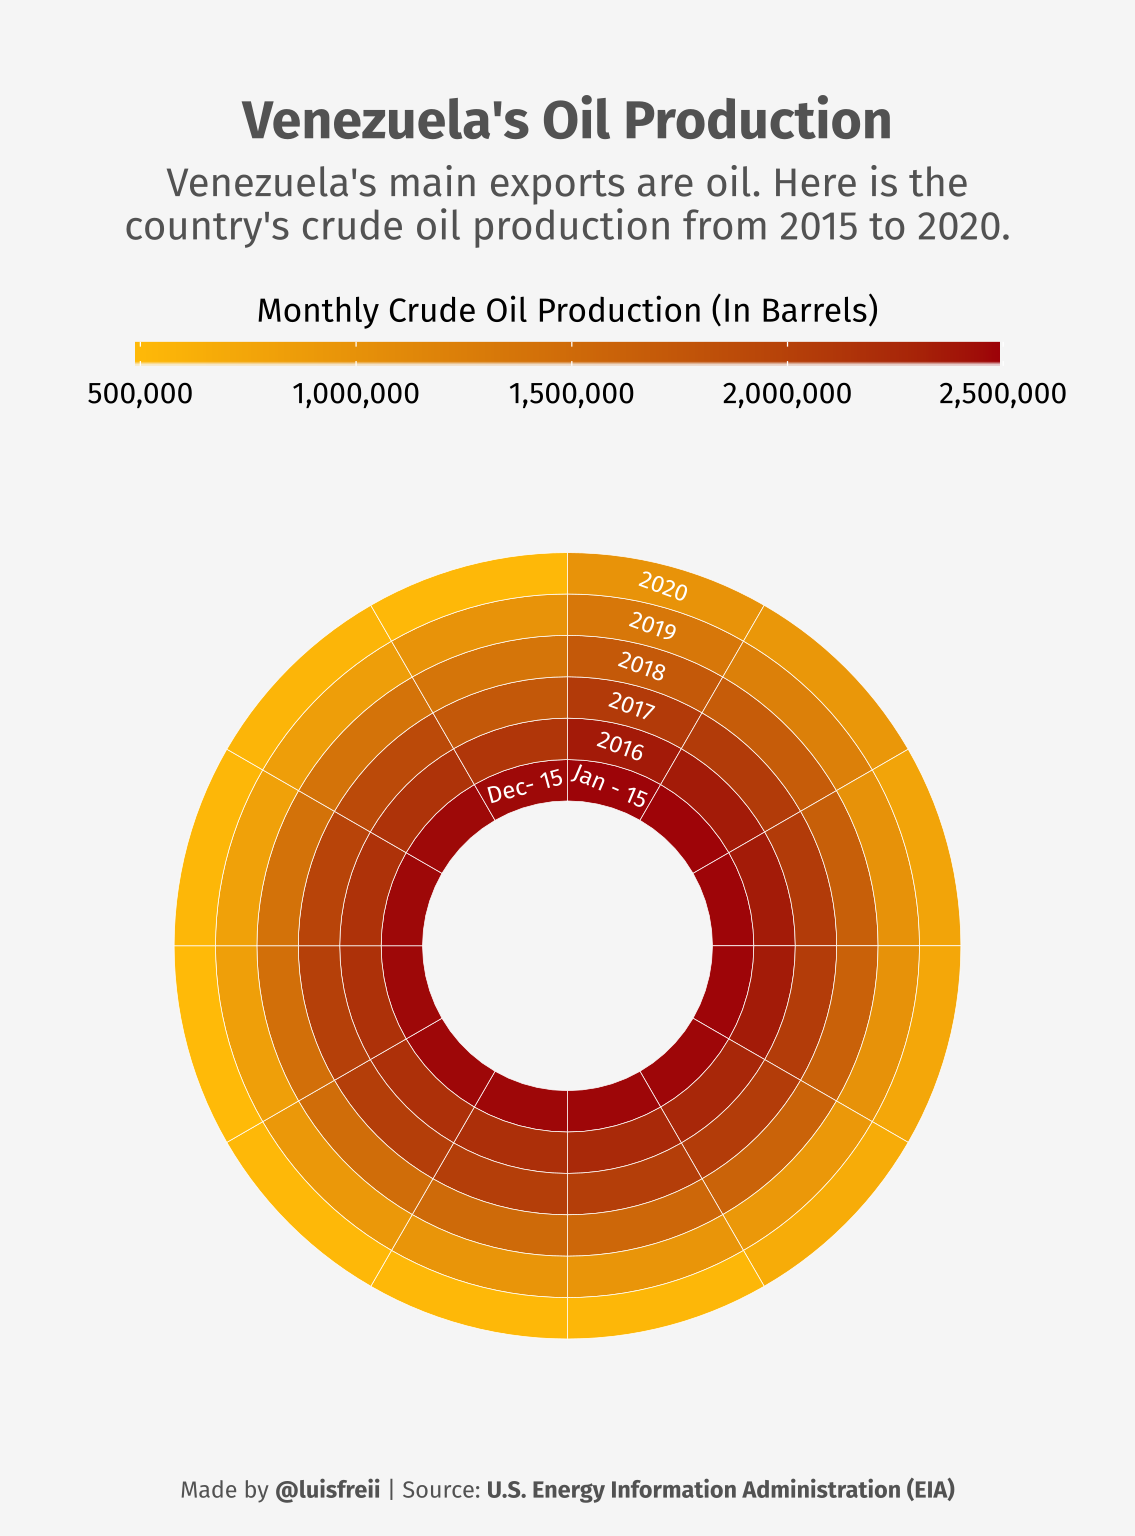 Venezuela's Oil Production
Venezuela's main exports are oil. Here is the
country's crude oil production from 2015 to 2020.
Monthly Crude Oil Production (In Barrels)
500,000 1,000,000 1,500,000 2,000,000 2,500,000
2020
2019
2018
2017
2016
Dec- 15 Jan - 15
Made by @luisfreii | Source: U.S. Energy Information Administration (EIA)